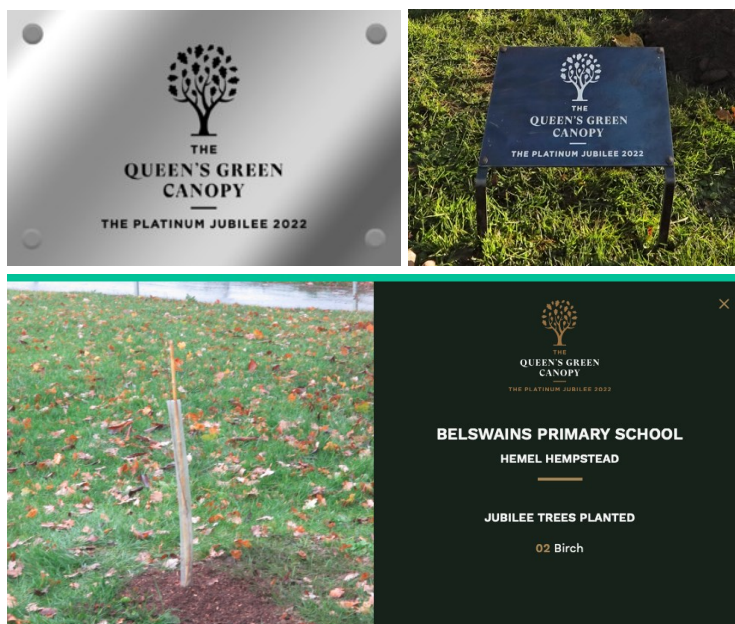 THE
QUEEN'S GREEN
CANOPY
THE PLATINUM JUBILEE 2022
THE
QUEEN'S GREEN
CANOPY
THE PLATINUM JUBILEE 2022
THE
QUEEN'S GREEN
CANOPY
THE PLATINUM JUBILEE 2022
BELSWAINS PRIMARY SCHOOL
HEMEL HEMPSTEAD
JUBILEE TREES PLANTED
02 Birch